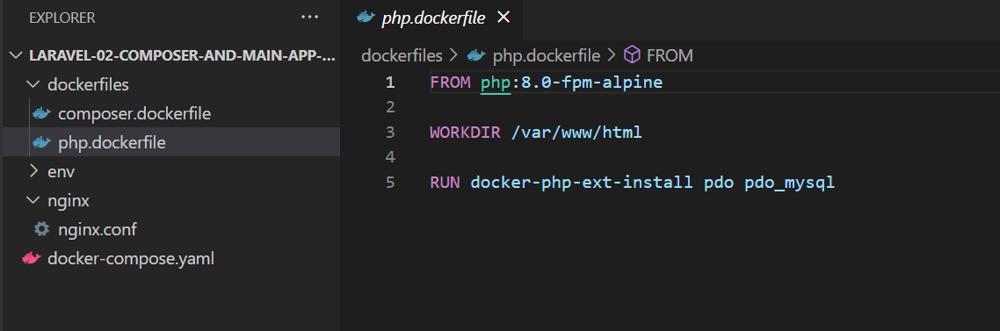 EXPLORER
LARAVEL-02-COMPOSER-AND-MAIN-APP-...
dockerfiles
composer.dockerfile
php.dockerfile
env
nginx
nginx.conf
docker-compose.yaml
php.dockerfile
dockerfiles > php.dockerfile > FROM
1 FROM php:8.0-fpm-alpine
2
3 WORKDIR /var/www/html
4
5 RUN docker-php-ext-install pdo pdo_mysql